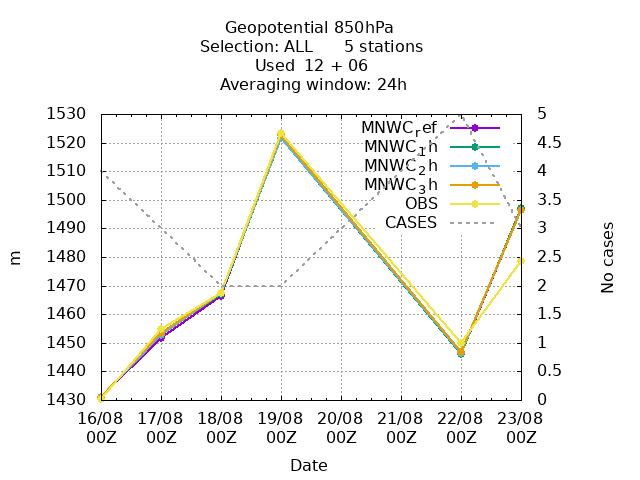 Geopotential 850hPa
Selection: ALL 5 stations
Used 12 + 06
Averaging window: 24h
1530
1520
1510
1500
1490
1480
1470
1460
1450
1440
1430
m
5
4.5
4
3.5
3
2.5
2
1.5
1
0.5
0
No cases
MNWC_ref
MNWC_1h
MNWC_2h
MNWC_3h
OBS
CASES
16/08 17/08 18/08 19/08 20/08 21/08 22/08 23/08
00Z 00Z 00Z 00Z 00Z 00Z 00Z 00Z
Date